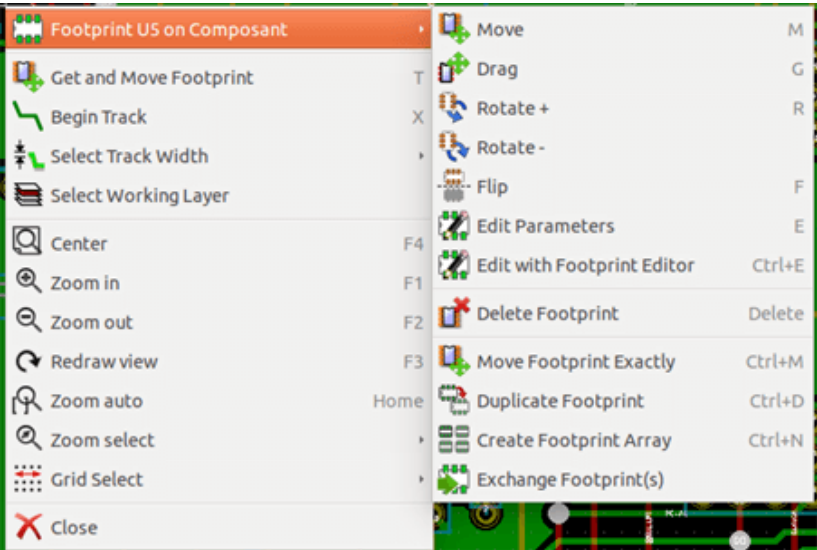 Footprint U5 on Composant
Get and Move Footprint T
Begin Track X
Select Track Width
Select Working Layer
Center F4
Zoom in F1
Zoom out F2
Redraw view F3
Zoom auto Home
Zoom select
Grid Select
Close
Move M
Drag G
Rotate + R
Rotate -
Flip F
Edit Parameters E
Edit with Footprint Editor Ctrl+E
Delete Footprint Delete
Move Footprint Exactly Ctrl+M
Duplicate Footprint Ctrl+D
Create Footprint Array Ctrl+N
Exchange Footprint(s)